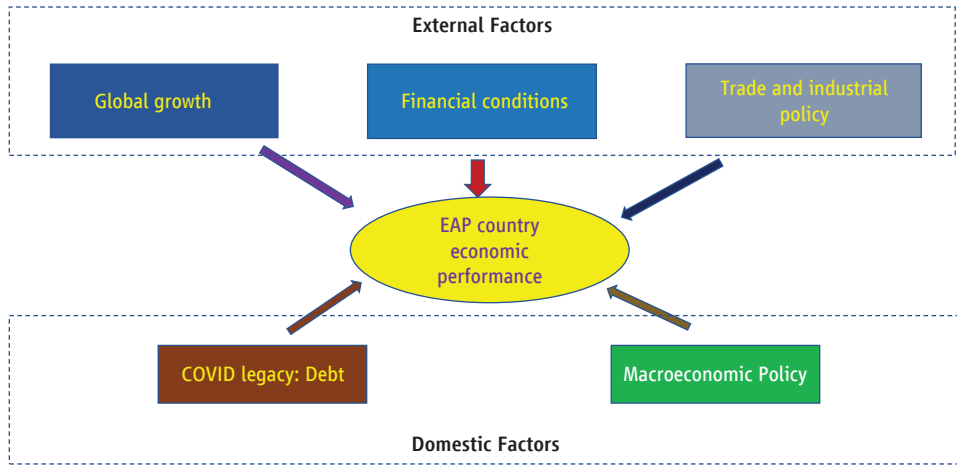 External Factors
Global growth
Financial conditions
Trade and industrial
policy
EAP country
economic
performance
COVID legacy: Debt
Macroeconomic Policy
Domestic Factors